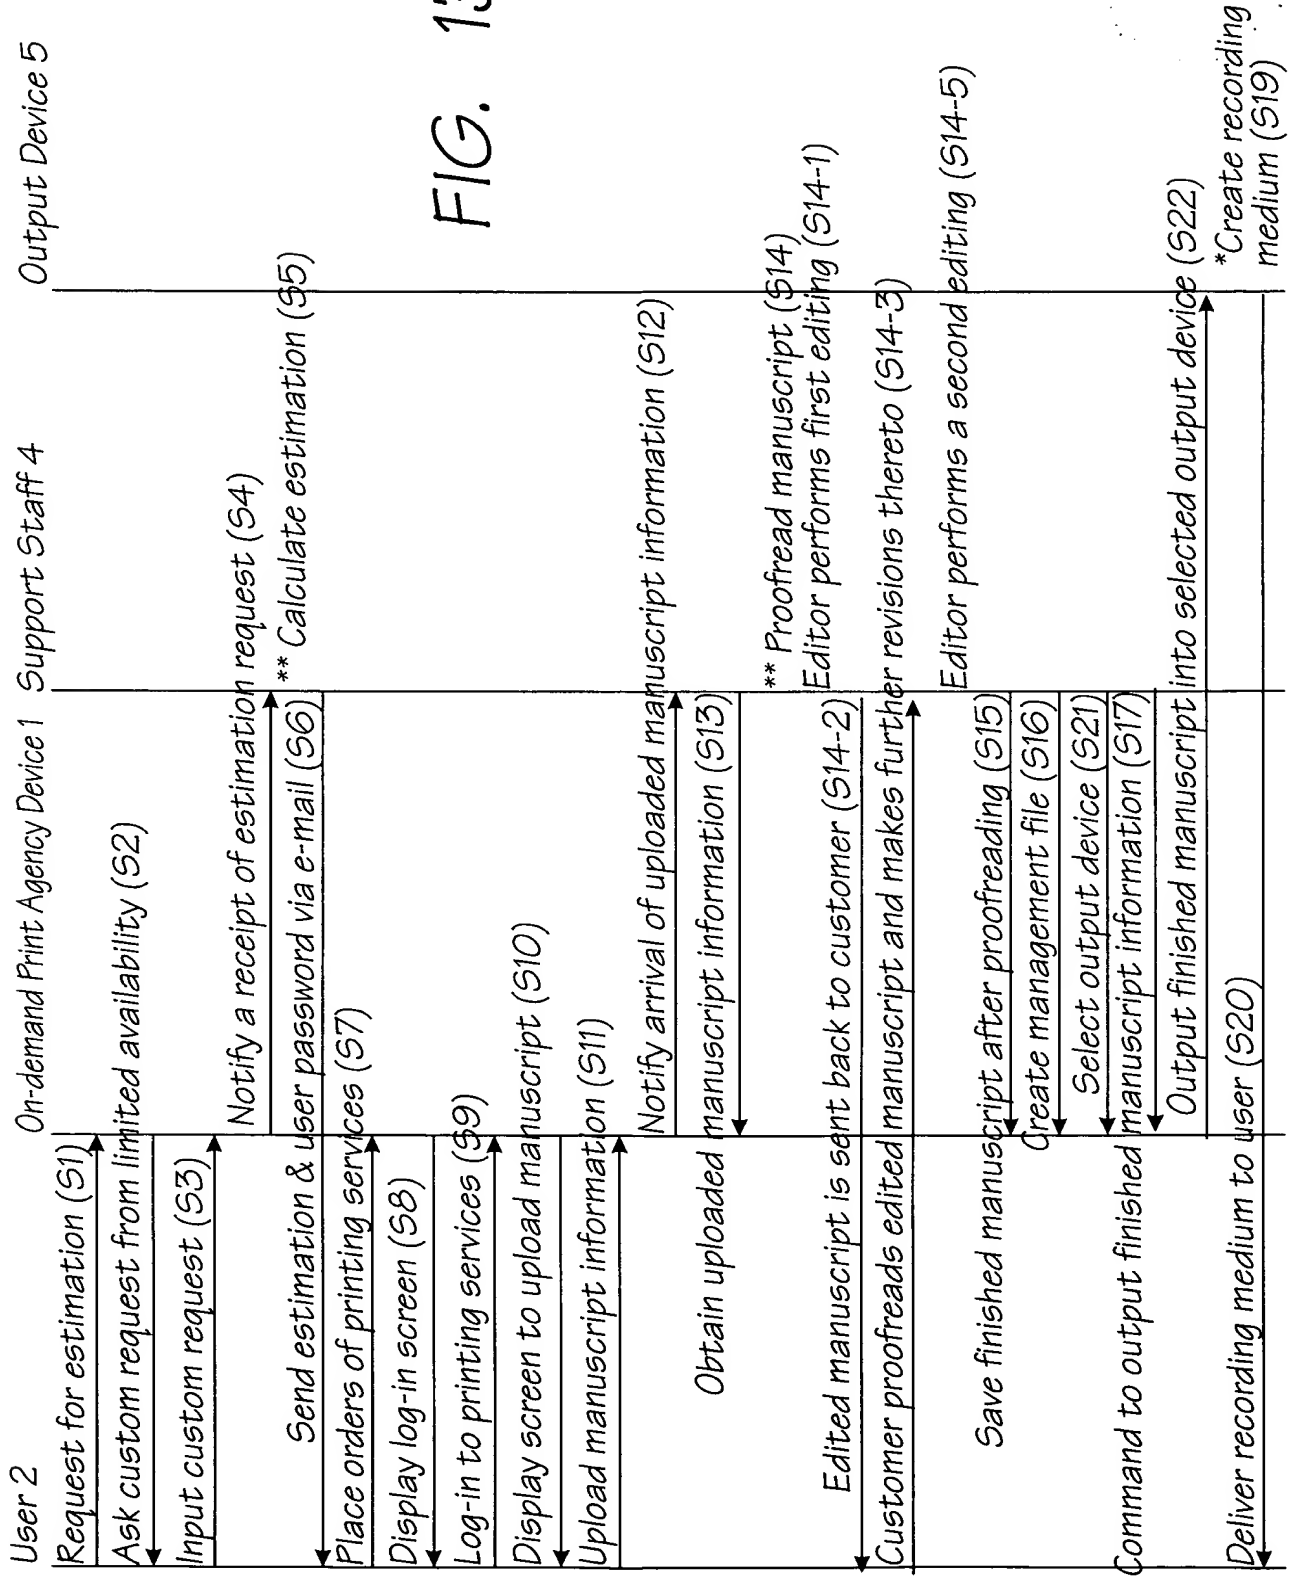 User 2
On-demand Print Agency Device 1
Support Staff 4
Output Device 5
Request for estimation (S1)
Ask custom request from limited availability (S2)
Input custom request (S3)
Notify a receipt of estimation request (S4)
** Calculate estimation (S5)
Send estimation & user password via e-mail (S6)
Place orders of printing services (S7)
Display log-in screen (S8)
Log-in to printing services (S9)
Display screen to upload manuscript (S10)
Upload manuscript information (S11)
Notify arrival of uploaded manuscript information (S12)
Obtain uploaded manuscript information (S13)
** Proofread manuscript (S14)
Editor performs first editing (S14-1)
Edited manuscript is sent back to customer (S14-2)
Customer proofreads edited manuscript and makes further revisions thereto (S14-3)
Editor performs a second editing (S14-5)
Save finished manuscript after proofreading (S15)
Create management file (S16)
Select output device (S21)
Command to output finished manuscript information (S17)
Output finished manuscript into selected output device (S22)
*Create recording
medium (S19)
Deliver recording medium to user (S20)
FIG.